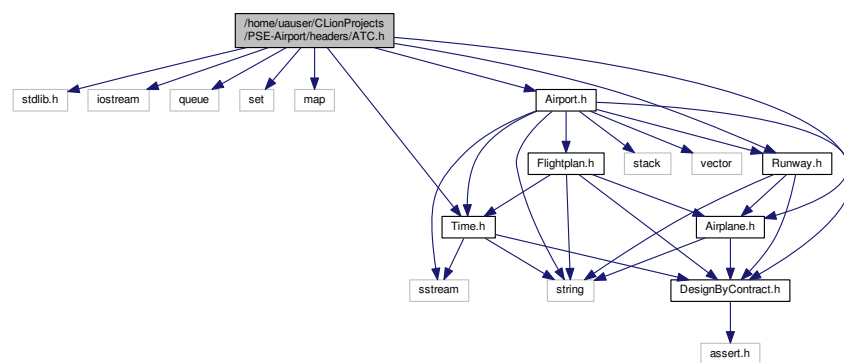 /home/uauser/CLionProjects
/PSE-Airport/headers/ATC.h
stdlib.h
iostream
queue
set
map
Airport.h
Flightplan.h
stack
vector
Runway.h
Time.h
Airplane.h
sstream
string
DesignByContract.h
assert.h